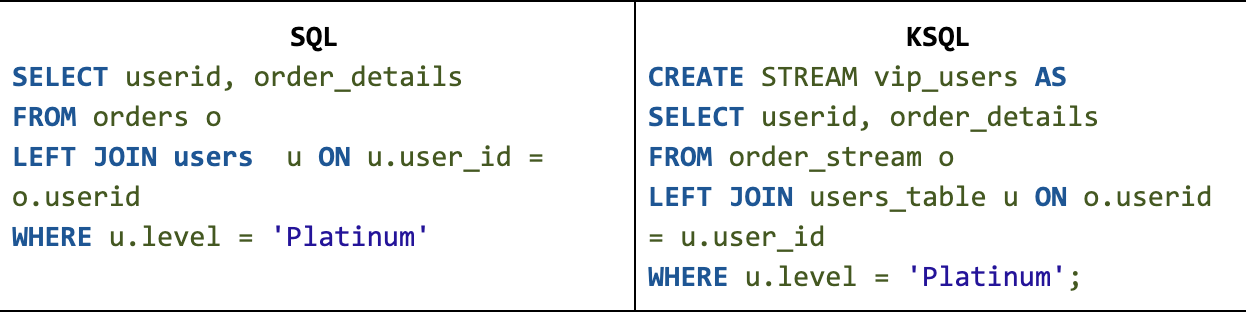 SQL
SELECT userid, order_details
FROM orders o
LEFT JOIN users  u ON u.user_id =
o.userid
WHERE u.level = 'Platinum'
KSQL
CREATE STREAM vip_users AS
SELECT userid, order_details
FROM order_stream o
LEFT JOIN users_table u ON o.userid
= u.user_id
WHERE u.level = 'Platinum';